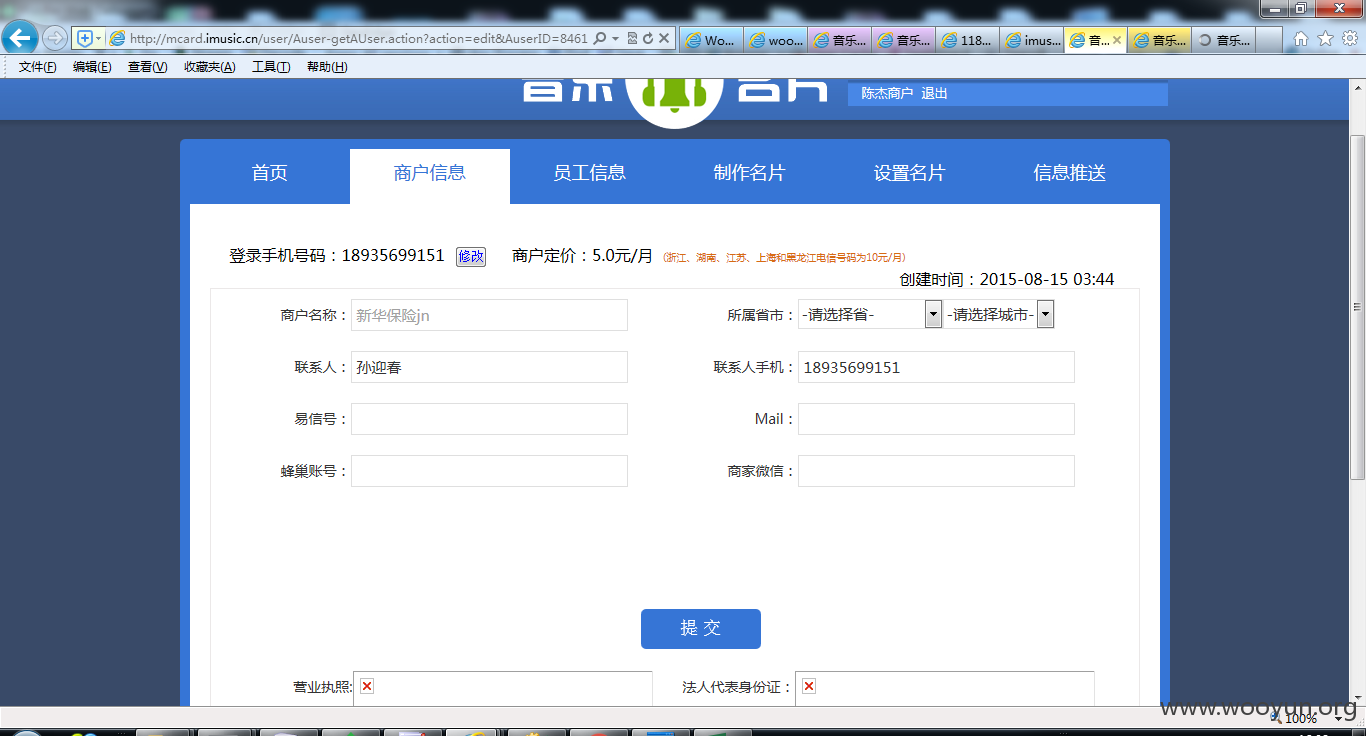 http://mcard.imusic.cn/user/Auser-getAUser.action?action=edit&AuserID=8461
Wo...
woo...
音乐...
音乐...
118...
imus...
音...
音乐...
音乐...
文件(F) 编辑(E) 查看(V) 收藏夹(A) 工具(T) 帮助(H)
音乐 名片
陈杰商户 退出
首页 商户信息 员工信息 制作名片 设置名片 信息推送
登录手机号码：18935699151 修改 商户定价：5.0元/月 (浙江、湖南、江苏、上海和黑龙江电信号码为10元/月)
创建时间：2015-08-15 03:44
商户名称： 新华保险jn 所属省市： -请选择省- -请选择城市-
联系人： 孙迎春 联系人手机： 18935699151
易信号： Mail：
蜂巢账号： 商家微信：
提 交
营业执照: 法人代表身份证：
www.wooyun.org
100%